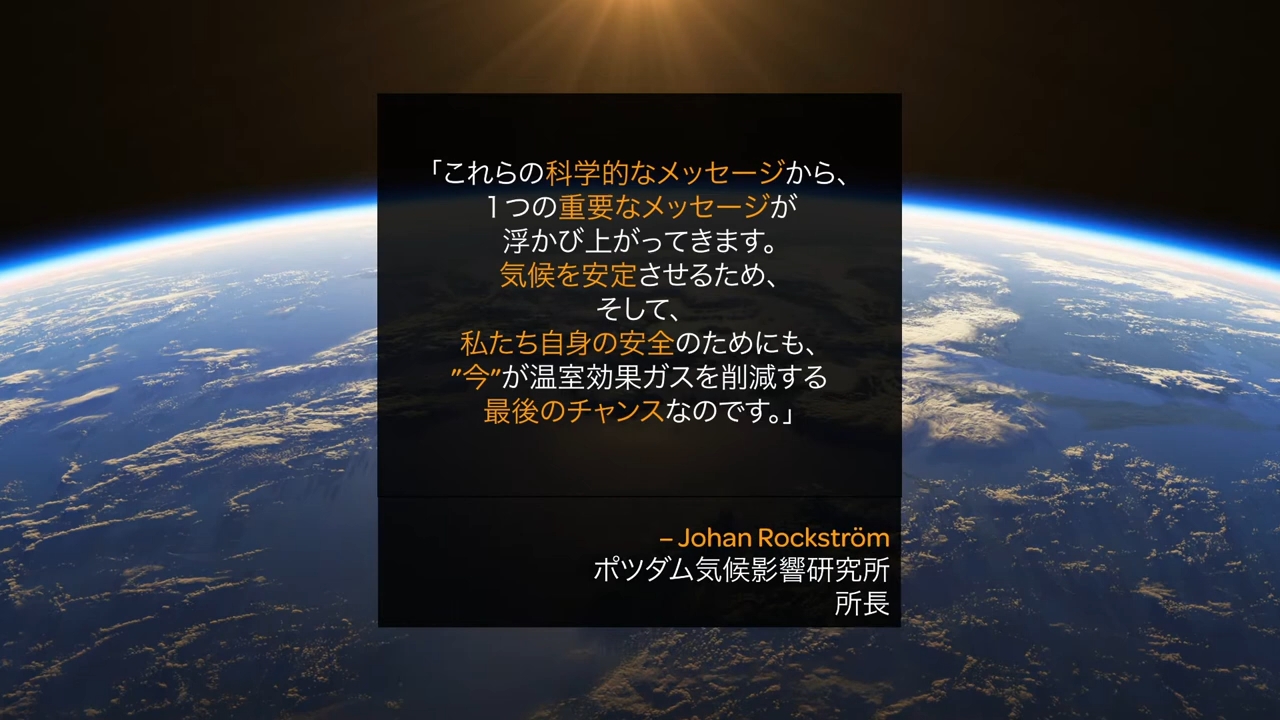 「これらの科学的なメッセージから、
1つの重要なメッセージが
浮かび上がってきます。
気候を安定させるため、
そして、
私たち自身の安全のためにも、
"今"が温室効果ガスを削減する
最後のチャンスなのです。」
– Johan Rockström
ポツダム気候影響研究所
所長